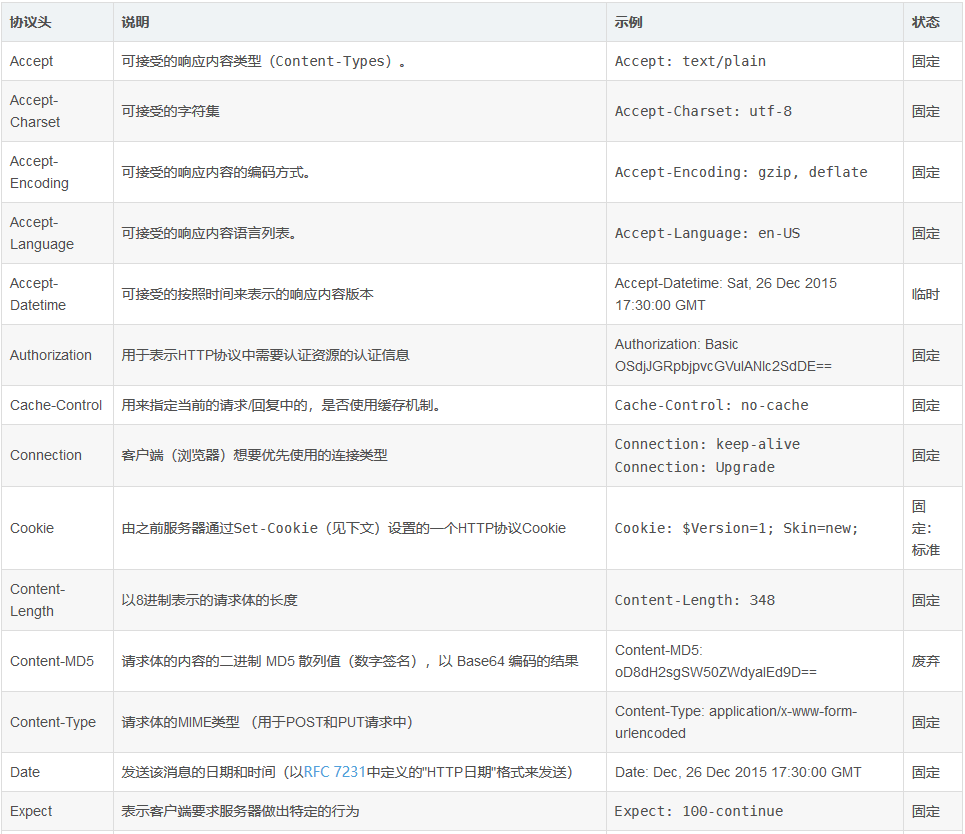 协议头 说明 示例 状态
Accept 可接受的响应内容类型（Content-Types）。 Accept: text/plain 固定
Accept-
Charset 可接受的字符集 Accept-Charset: utf-8 固定
Accept-
Encoding 可接受的响应内容的编码方式。 Accept-Encoding: gzip, deflate 固定
Accept-
Language 可接受的响应内容语言列表。 Accept-Language: en-US 固定
Accept-
Datetime 可接受的按照时间来表示的响应内容版本 Accept-Datetime: Sat, 26 Dec 2015
17:30:00 GMT 临时
Authorization 用于表示HTTP协议中需要认证资源的认证信息 Authorization: Basic
OSdjJGRpbjpvcGVulANlc2SdDE== 固定
Cache-Control 用来指定当前的请求/回复中的，是否使用缓存机制。 Cache-Control: no-cache 固定
Connection 客户端（浏览器）想要优先使用的连接类型 Connection: keep-alive
Connection: Upgrade 固定
Cookie 由之前服务器通过Set-Cookie（见下文）设置的一个HTTP协议Cookie Cookie: $Version=1; Skin=new; 固
定：
标准
Content-
Length 以8进制表示的请求体的长度 Content-Length: 348 固定
Content-MD5 请求体的内容的二进制 MD5 散列值（数字签名），以 Base64 编码的结果 Content-MD5:
oD8dH2sgSW50ZWdyalEd9D== 废弃
Content-Type 请求体的MIME类型 （用于POST和PUT请求中） Content-Type: application/x-www-form-
urlencoded 固定
Date 发送该消息的日期和时间（以RFC 7231中定义的"HTTP日期"格式来发送） Date: Dec, 26 Dec 2015 17:30:00 GMT 固定
Expect 表示客户端要求服务器做出特定的行为 Expect: 100-continue 固定